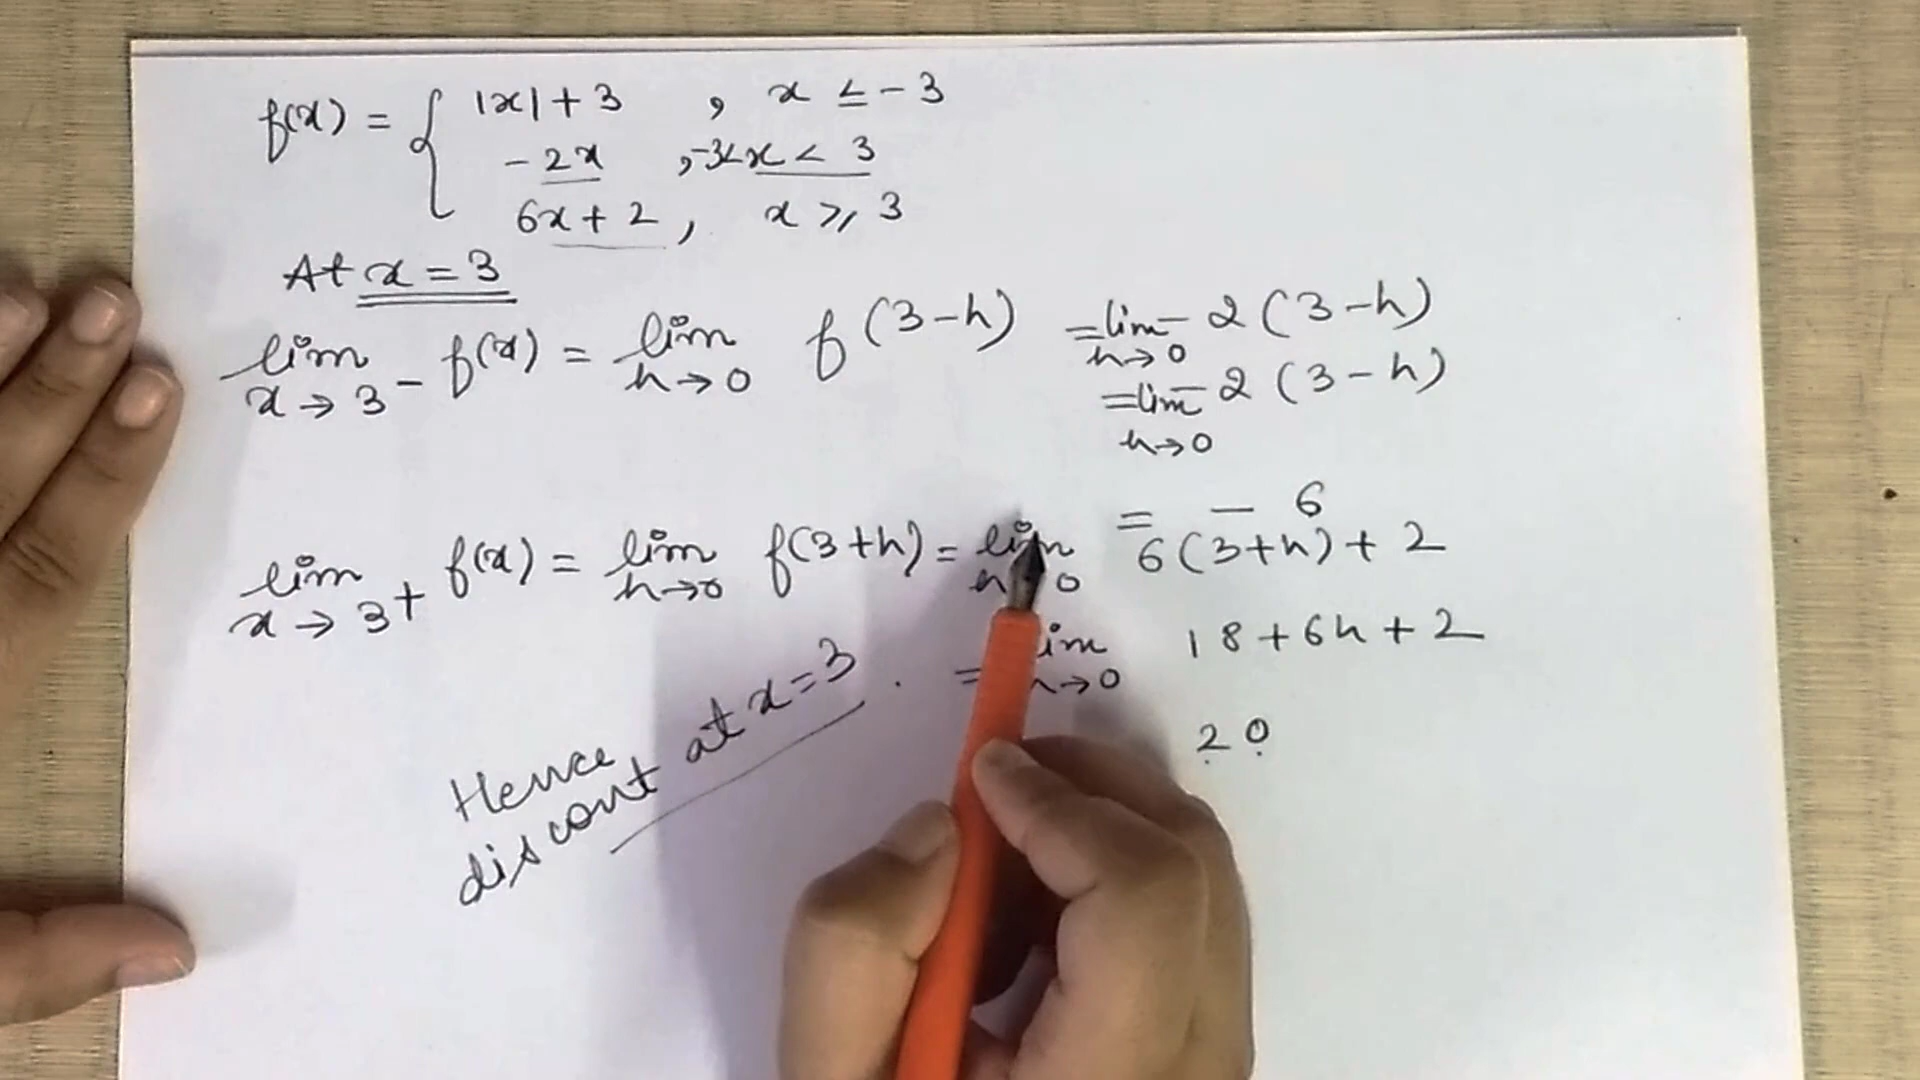 f(x) = { |x| + 3 , x ≤ -3
- 2x , -3 < x < 3
6x + 2 , x ≥ 3
At x = 3
lim x→3- f(x) = lim h→0 f(3-h) = lim h→0 - 2(3-h)
= lim h→0 - 2(3-h)
= - 6
lim x→3+ f(x) = lim h→0 f(3+h) = lim h→0 6(3+h) + 2
= lim h→0 18 + 6h + 2
20
Hence
discont at x = 3 .